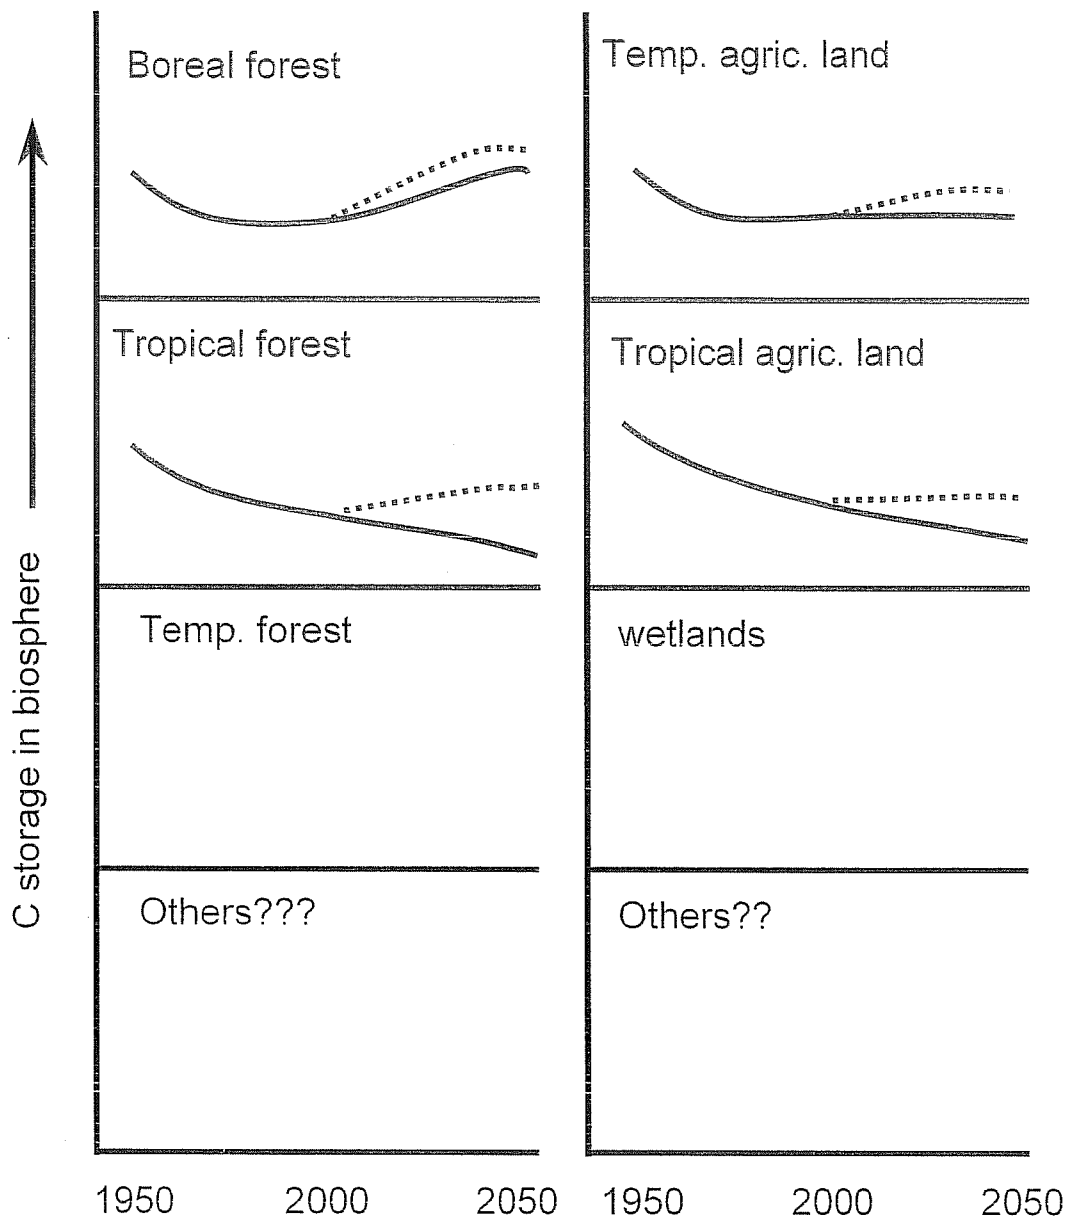 Boreal forest
Temp. agric. land
Tropical forest
Tropical agric. land
Temp. forest
wetlands
Others???
Others??
C storage in biosphere
1950 2000 2050
1950 2000 2050